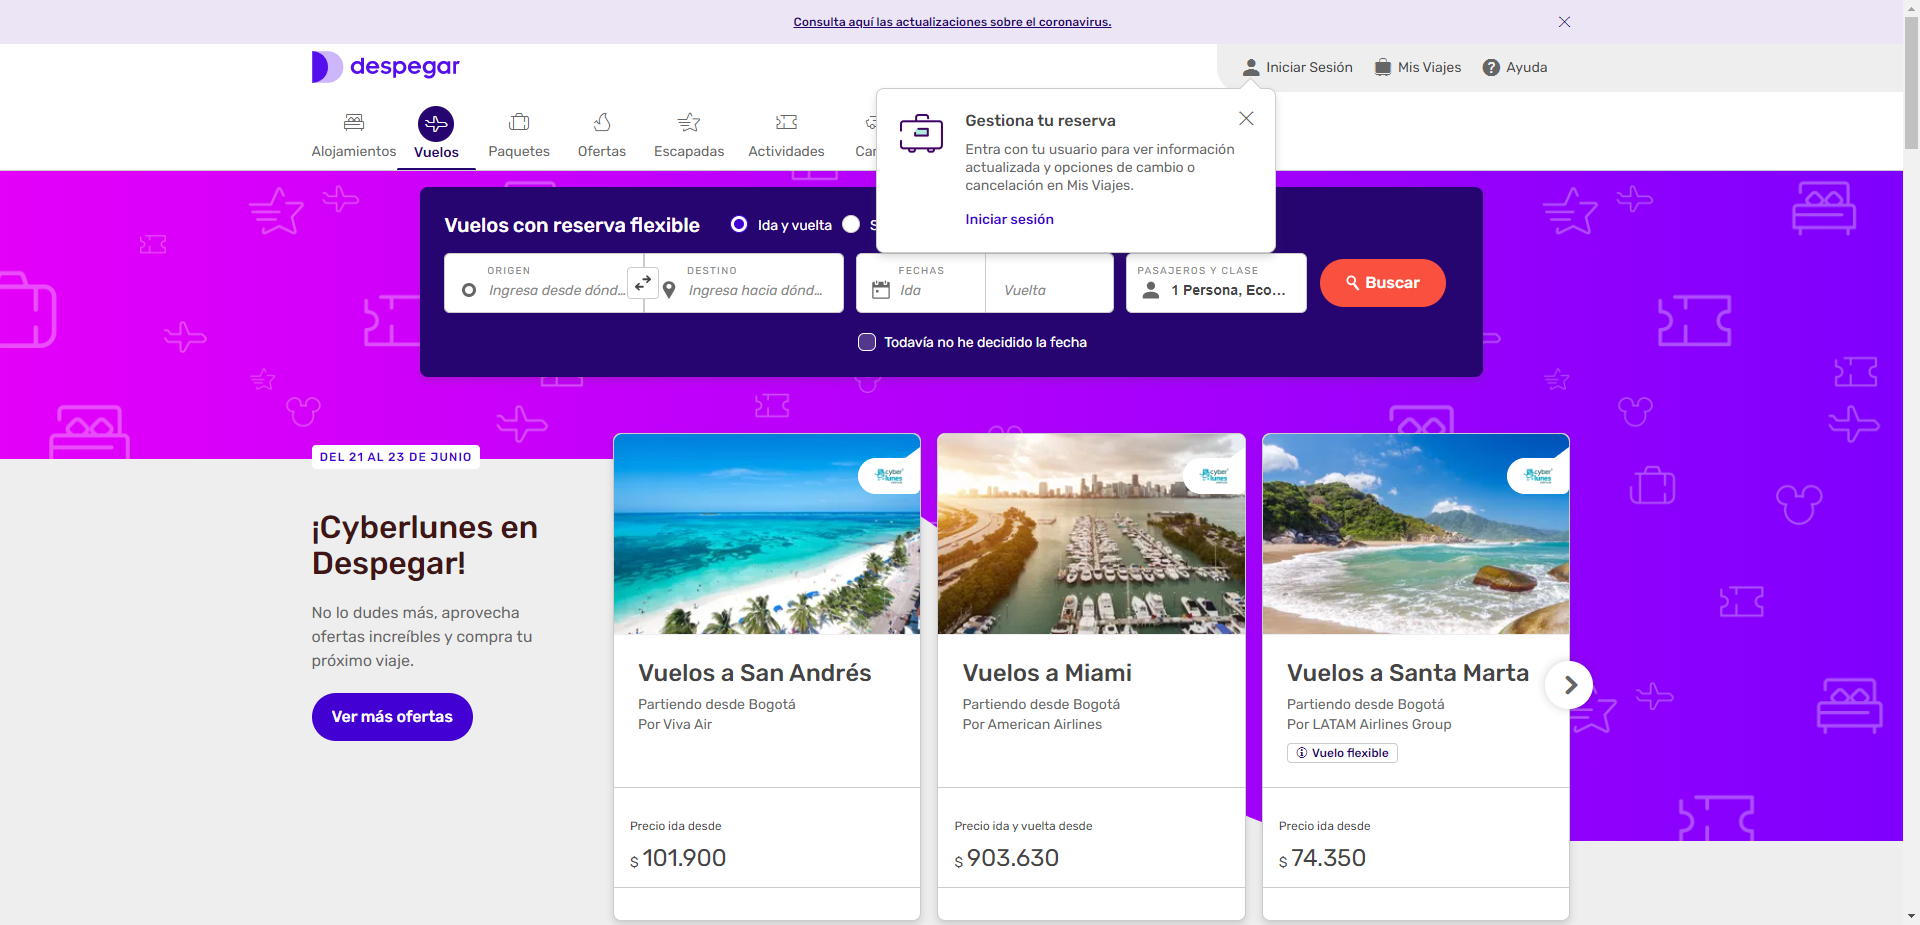 Consulta aquí las actualizaciones sobre el coronavirus.
despegar
Iniciar Sesión
Mis Viajes
Ayuda
Alojamientos
Vuelos
Paquetes
Ofertas
Escapadas
Actividades
Gestiona tu reserva
Entra con tu usuario para ver información
actualizada y opciones de cambio o
cancelación en Mis Viajes.
Iniciar sesión
Vuelos con reserva flexible
Ida y vuelta
ORIGEN
Ingresa desde dónd...
DESTINO
Ingresa hacia dónd...
FECHAS
Ida
Vuelta
PASAJEROS Y CLASE
1 Persona, Eco...
Buscar
Todavía no he decidido la fecha
DEL 21 AL 23 DE JUNIO
¡Cyberlunes en
Despegar!
No lo dudes más, aprovecha
ofertas increíbles y compra tu
próximo viaje.
Ver más ofertas
cyber
lunes
Vuelos a San Andrés
Partiendo desde Bogotá
Por Viva Air
Precio ida desde
$ 101.900
cyber
lunes
Vuelos a Miami
Partiendo desde Bogotá
Por American Airlines
Precio ida y vuelta desde
$ 903.630
cyber
lunes
Vuelos a Santa Marta
Partiendo desde Bogotá
Por LATAM Airlines Group
Vuelo flexible
Precio ida desde
$ 74.350